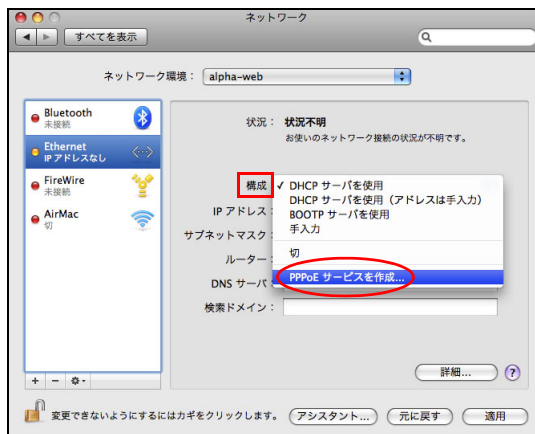 ネットワーク
すべてを表示
ネットワーク環境： alpha-web
Bluetooth
未接続
Ethernet
IP アドレスなし
FireWire
未接続
AirMac
切
状況： 状況不明
お使いのネットワーク接続の状況が不明です。
構成 ✓ DHCP サーバを使用
DHCP サーバを使用（アドレスは手入力）
BOOTP サーバを使用
手入力
切
PPPoE サービスを作成...
IP アドレス：
サブネットマスク：
ルーター：
DNS サーバ：
検索ドメイン：
詳細... ?
+ −
変更できないようにするにはカギをクリックします。
アシスタント... 元に戻す 適用